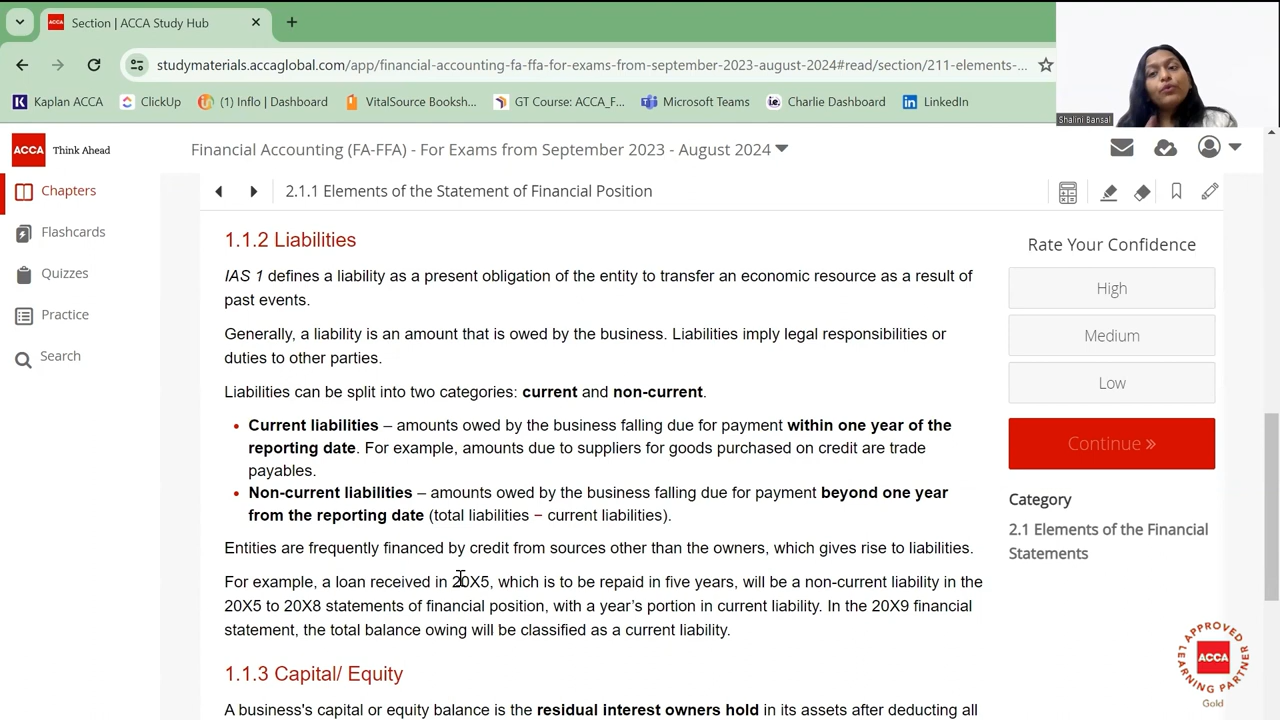 ACCA
Section | ACCA Study Hub
studymaterials.accaglobal.com/app/financial-accounting-fa-ffa-for-exams-from-september-2023-august-2024#read/section/211-elements-...
Kaplan ACCA
ClickUp
(1) Inflo | Dashboard
VitalSource Booksh...
GT Course: ACCA_F...
Microsoft Teams
Charlie Dashboard
LinkedIn
Shalini Bansal
ACCA
Think Ahead
Financial Accounting (FA-FFA) - For Exams from September 2023 - August 2024
Chapters
Flashcards
Quizzes
Practice
Search
2.1.1 Elements of the Statement of Financial Position
1.1.2 Liabilities
IAS 1 defines a liability as a present obligation of the entity to transfer an economic resource as a result of
past events.
Generally, a liability is an amount that is owed by the business. Liabilities imply legal responsibilities or
duties to other parties.
Liabilities can be split into two categories: current and non-current.
• Current liabilities – amounts owed by the business falling due for payment within one year of the
reporting date. For example, amounts due to suppliers for goods purchased on credit are trade
payables.
• Non-current liabilities – amounts owed by the business falling due for payment beyond one year
from the reporting date (total liabilities − current liabilities).
Entities are frequently financed by credit from sources other than the owners, which gives rise to liabilities.
For example, a loan received in 20X5, which is to be repaid in five years, will be a non-current liability in the
20X5 to 20X8 statements of financial position, with a year's portion in current liability. In the 20X9 financial
statement, the total balance owing will be classified as a current liability.
1.1.3 Capital/ Equity
A business's capital or equity balance is the residual interest owners hold in its assets after deducting all
Rate Your Confidence
High
Medium
Low
Continue »
Category
2.1 Elements of the Financial
Statements
APPROVED
ACCA
LEARNING PARTNER
Gold